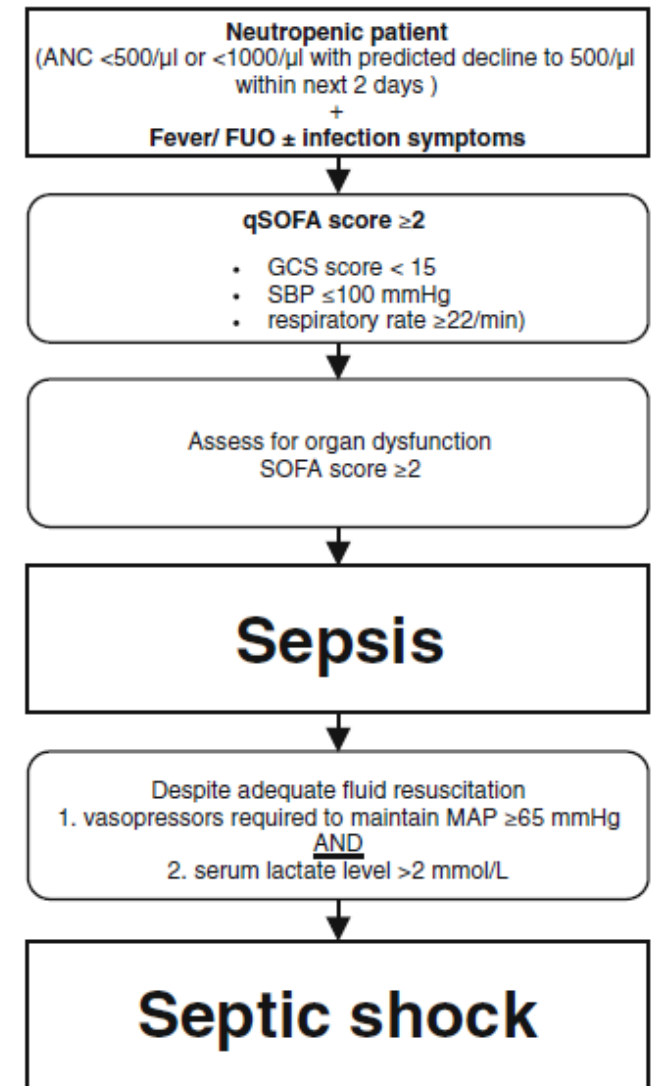 Neutropenic patient
(ANC <500/µl or <1000/µl with predicted decline to 500/µl
within next 2 days )
+
Fever/ FUO ± infection symptoms
qSOFA score ≥2
• GCS score < 15
• SBP ≤100 mmHg
• respiratory rate ≥22/min)
Assess for organ dysfunction
SOFA score ≥2
Sepsis
Despite adequate fluid resuscitation
1. vasopressors required to maintain MAP ≥65 mmHg
AND
2. serum lactate level >2 mmol/L
Septic shock